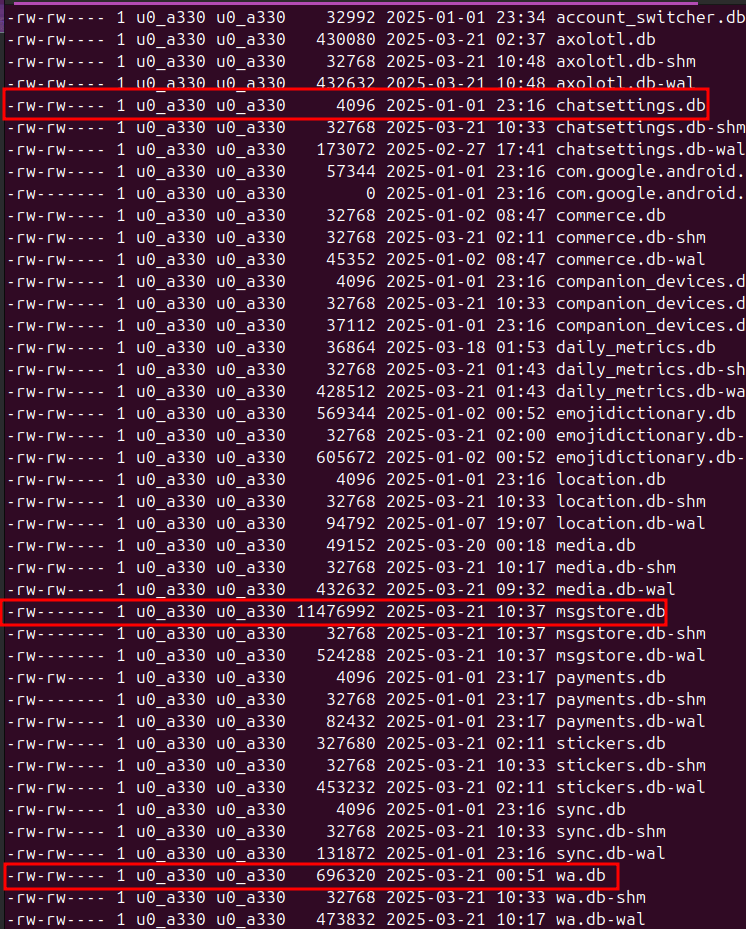 -rw-rw---- 1 u0_a330 u0_a330    32992 2025-01-01 23:34 account_switcher.db
-rw-rw---- 1 u0_a330 u0_a330   430080 2025-03-21 02:37 axolotl.db
-rw-rw---- 1 u0_a330 u0_a330    32768 2025-03-21 10:48 axolotl.db-shm
-rw-rw---- 1 u0_a330 u0_a330   432632 2025-03-21 10:48 axolotl.db-wal
-rw-rw---- 1 u0_a330 u0_a330     4096 2025-01-01 23:16 chatsettings.db
-rw-rw---- 1 u0_a330 u0_a330    32768 2025-03-21 10:33 chatsettings.db-shm
-rw-rw---- 1 u0_a330 u0_a330   173072 2025-02-27 17:41 chatsettings.db-wal
-rw-rw---- 1 u0_a330 u0_a330    57344 2025-01-01 23:16 com.google.android.
-rw------- 1 u0_a330 u0_a330        0 2025-01-01 23:16 com.google.android.
-rw-rw---- 1 u0_a330 u0_a330    32768 2025-01-02 08:47 commerce.db
-rw-rw---- 1 u0_a330 u0_a330    32768 2025-03-21 02:11 commerce.db-shm
-rw-rw---- 1 u0_a330 u0_a330    45352 2025-01-02 08:47 commerce.db-wal
-rw-rw---- 1 u0_a330 u0_a330     4096 2025-01-01 23:16 companion_devices.d
-rw-rw---- 1 u0_a330 u0_a330    32768 2025-03-21 10:33 companion_devices.d
-rw-rw---- 1 u0_a330 u0_a330    37112 2025-01-01 23:16 companion_devices.d
-rw-rw---- 1 u0_a330 u0_a330    36864 2025-03-18 01:53 daily_metrics.db
-rw-rw---- 1 u0_a330 u0_a330    32768 2025-03-21 01:43 daily_metrics.db-sh
-rw-rw---- 1 u0_a330 u0_a330   428512 2025-03-21 01:43 daily_metrics.db-wa
-rw-rw---- 1 u0_a330 u0_a330   569344 2025-01-02 00:52 emojidictionary.db
-rw-rw---- 1 u0_a330 u0_a330    32768 2025-03-21 02:00 emojidictionary.db-
-rw-rw---- 1 u0_a330 u0_a330   605672 2025-01-02 00:52 emojidictionary.db-
-rw-rw---- 1 u0_a330 u0_a330     4096 2025-01-01 23:16 location.db
-rw-rw---- 1 u0_a330 u0_a330    32768 2025-03-21 10:33 location.db-shm
-rw-rw---- 1 u0_a330 u0_a330    94792 2025-01-07 19:07 location.db-wal
-rw-rw---- 1 u0_a330 u0_a330    49152 2025-03-20 00:18 media.db
-rw-rw---- 1 u0_a330 u0_a330    32768 2025-03-21 10:17 media.db-shm
-rw-rw---- 1 u0_a330 u0_a330   432632 2025-03-21 09:32 media.db-wal
-rw------- 1 u0_a330 u0_a330 11476992 2025-03-21 10:37 msgstore.db
-rw------- 1 u0_a330 u0_a330    32768 2025-03-21 10:37 msgstore.db-shm
-rw------- 1 u0_a330 u0_a330   524288 2025-03-21 10:37 msgstore.db-wal
-rw-rw---- 1 u0_a330 u0_a330     4096 2025-01-01 23:17 payments.db
-rw------- 1 u0_a330 u0_a330    32768 2025-01-01 23:17 payments.db-shm
-rw-rw---- 1 u0_a330 u0_a330    82432 2025-01-01 23:17 payments.db-wal
-rw-rw---- 1 u0_a330 u0_a330   327680 2025-03-21 02:11 stickers.db
-rw-rw---- 1 u0_a330 u0_a330    32768 2025-03-21 10:33 stickers.db-shm
-rw-rw---- 1 u0_a330 u0_a330   453232 2025-03-21 02:11 stickers.db-wal
-rw-rw---- 1 u0_a330 u0_a330     4096 2025-01-01 23:16 sync.db
-rw-rw---- 1 u0_a330 u0_a330    32768 2025-03-21 10:33 sync.db-shm
-rw-rw---- 1 u0_a330 u0_a330   131872 2025-01-01 23:16 sync.db-wal
-rw-rw---- 1 u0_a330 u0_a330   696320 2025-03-21 00:51 wa.db
-rw-rw---- 1 u0_a330 u0_a330    32768 2025-03-21 10:33 wa.db-shm
-rw-rw---- 1 u0_a330 u0_a330   473832 2025-03-21 10:17 wa.db-wal